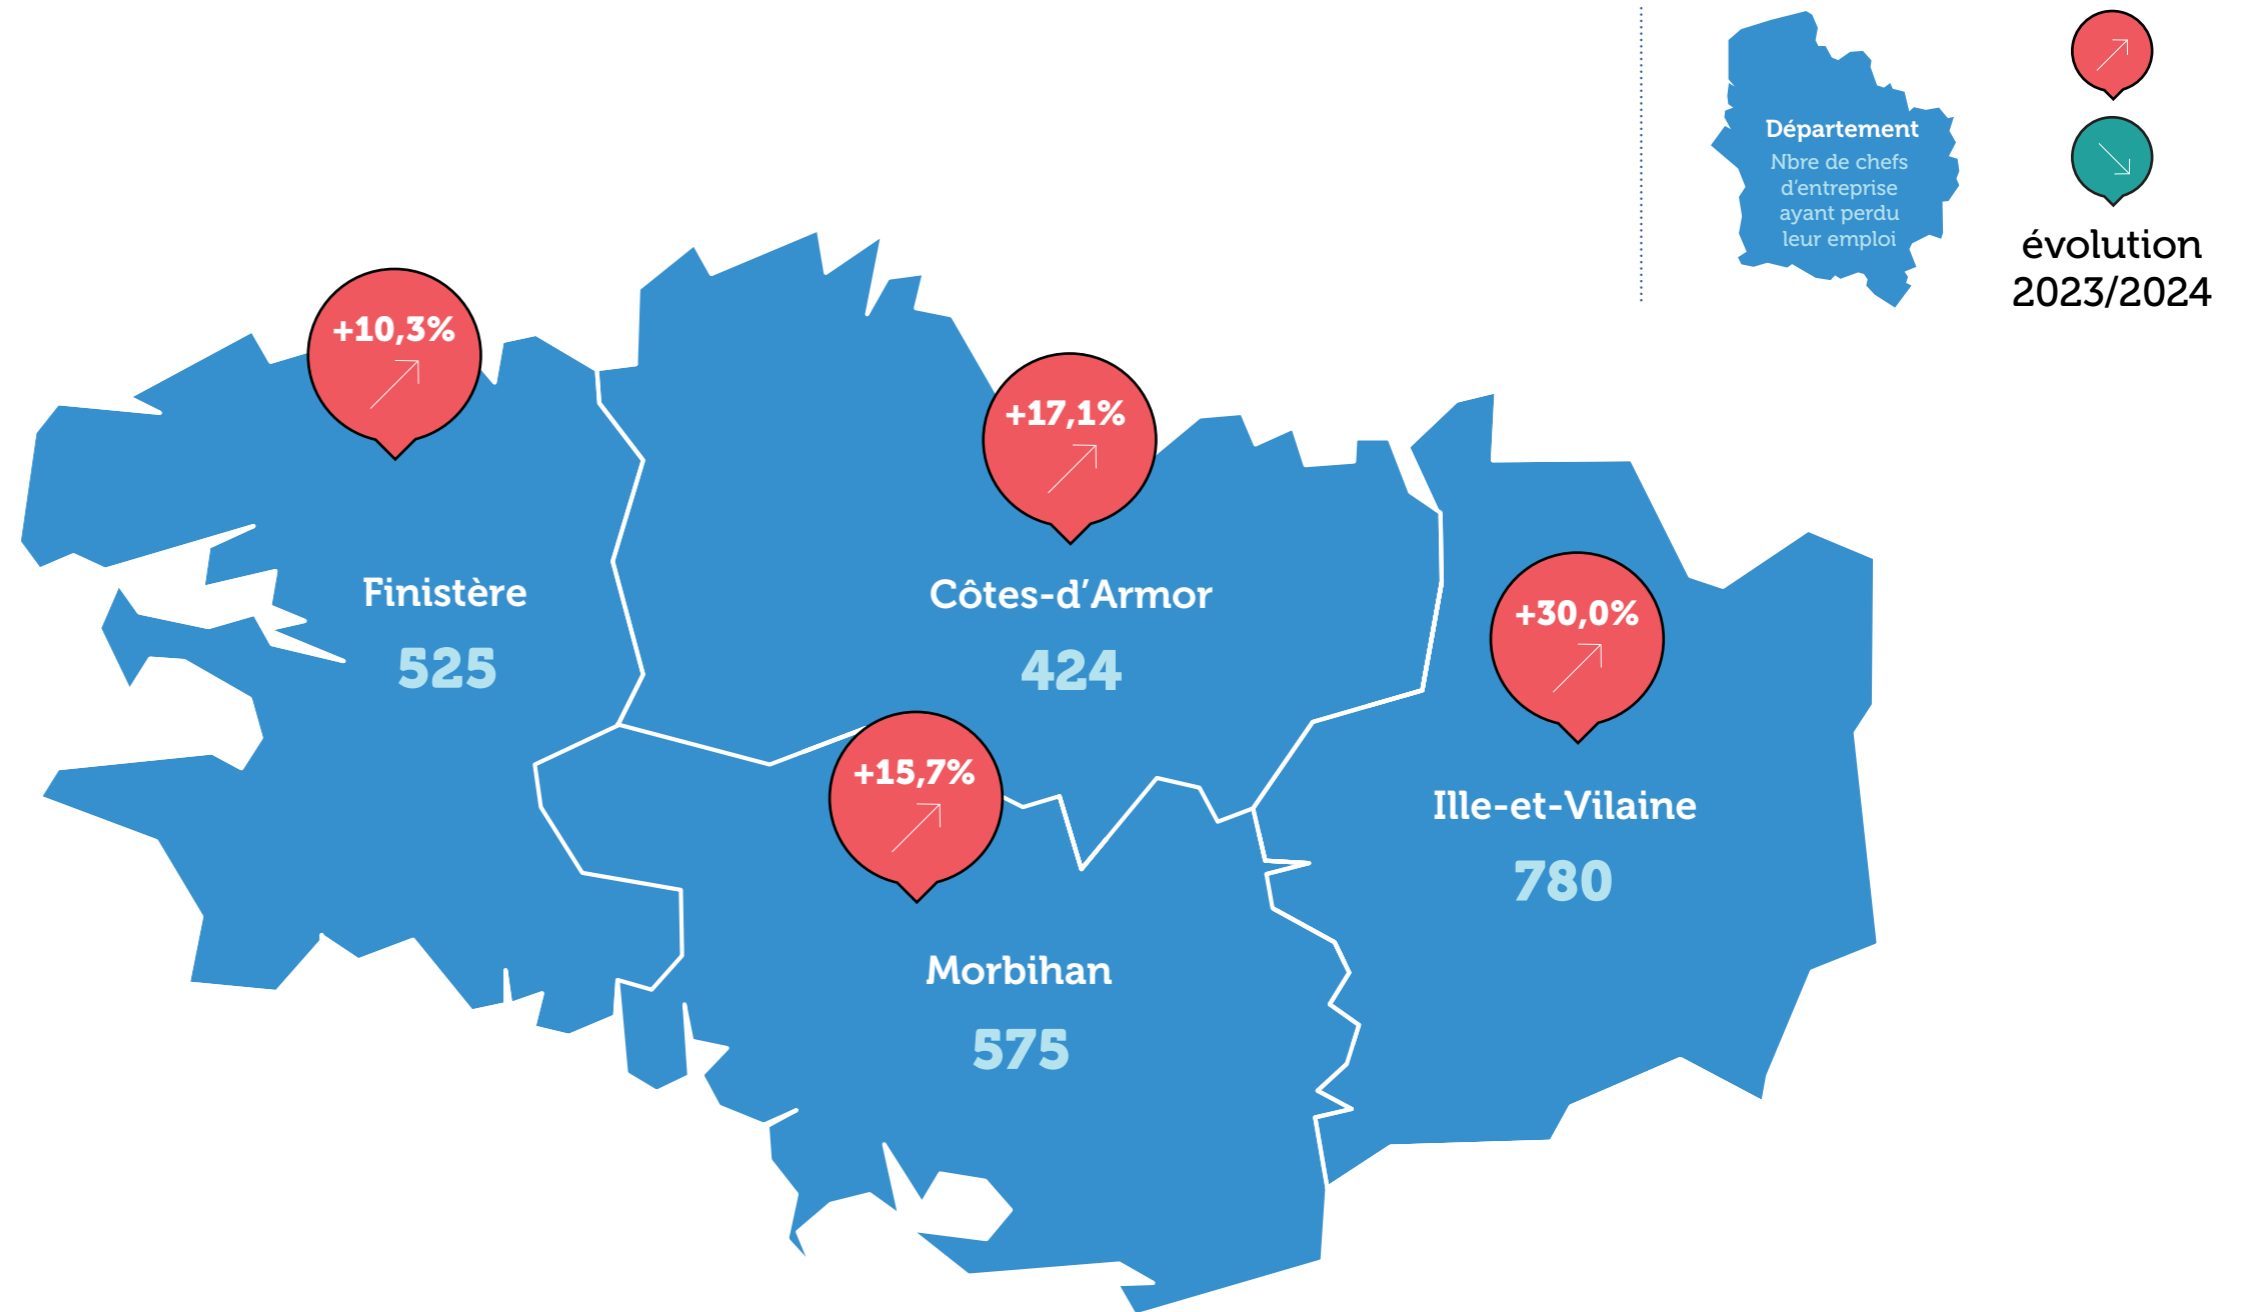 Département
Nbre de chefs
d'entreprise
ayant perdu
leur emploi
évolution
2023/2024
+10,3%
Finistère
525
+17,1%
Côtes-d'Armor
424
+30,0%
Ille-et-Vilaine
780
+15,7%
Morbihan
575